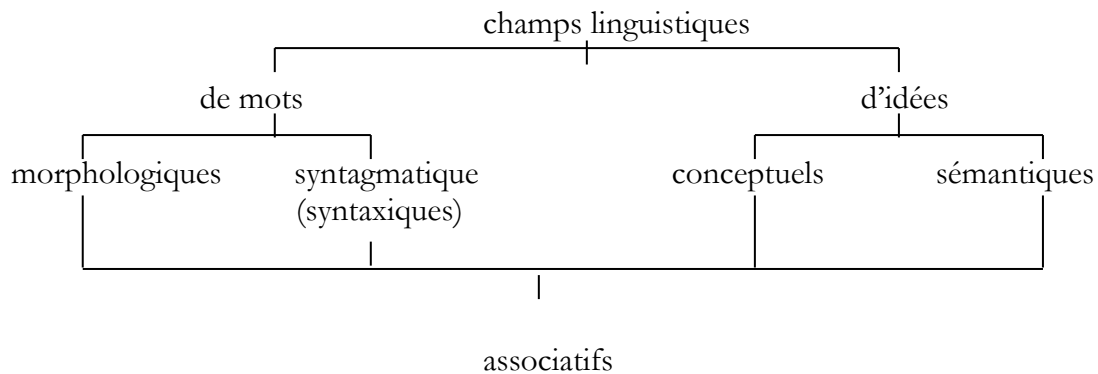 champs linguistiques
de mots d'idées
morphologiques syntagmatique conceptuels sémantiques
(syntaxiques)
associatifs